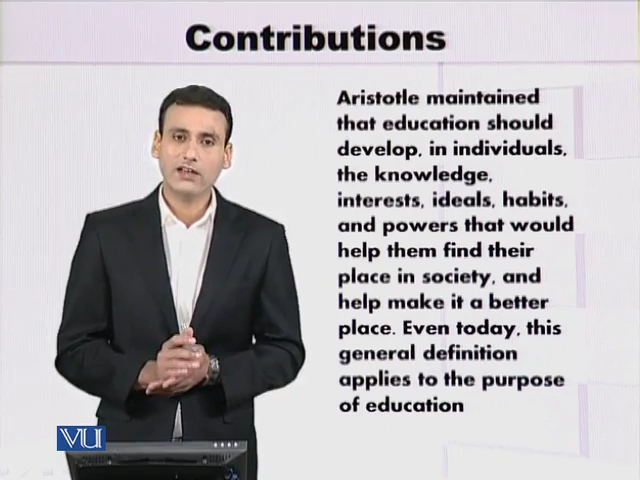 Contributions
Aristotle maintained
that education should
develop, in individuals,
the knowledge,
interests, ideals, habits,
and powers that would
help them find their
place in society, and
help make it a better
place. Even today, this
general definition
applies to the purpose
of education
VU